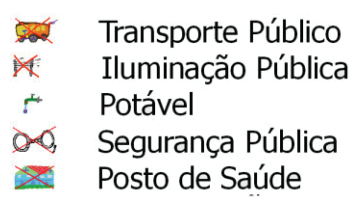 Transporte Público
Iluminação Pública
Potável
Segurança Pública
Posto de Saúde